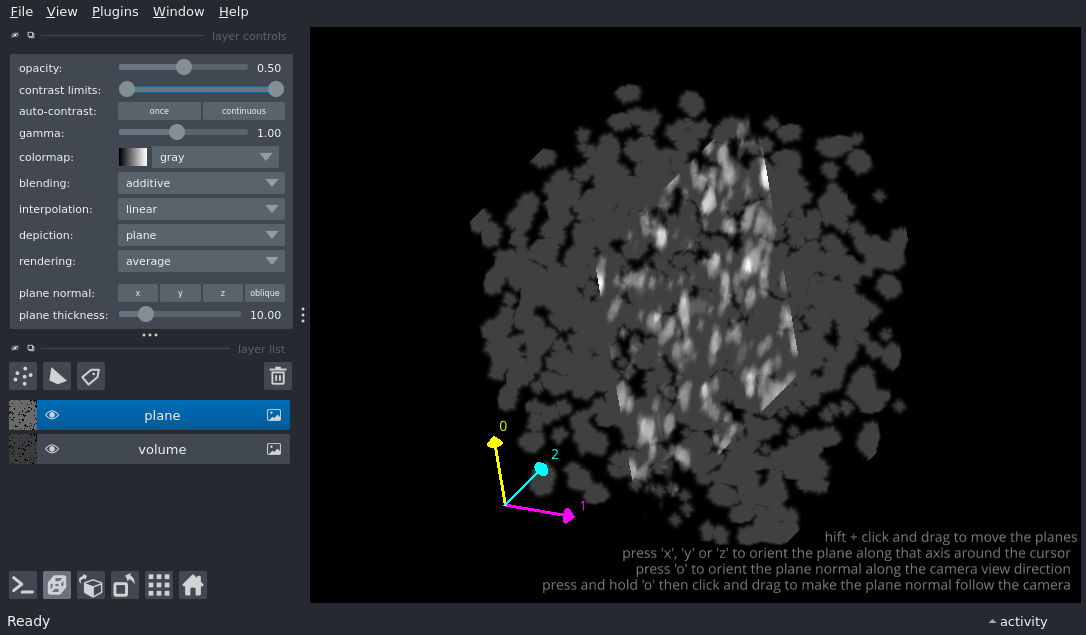 File View Plugins Window Help
layer controls
opacity: 0.50
contrast limits:
auto-contrast: once continuous
gamma: 1.00
colormap: gray
blending: additive
interpolation: linear
depiction: plane
rendering: average
plane normal: x y z oblique
plane thickness: 10.00
layer list
plane
volume
0
2
1
hift + click and drag to move the planes
press 'x', 'y' or 'z' to orient the plane along that axis around the cursor
press 'o' to orient the plane normal along the camera view direction
press and hold 'o' then click and drag to make the plane normal follow the camera
Ready activity